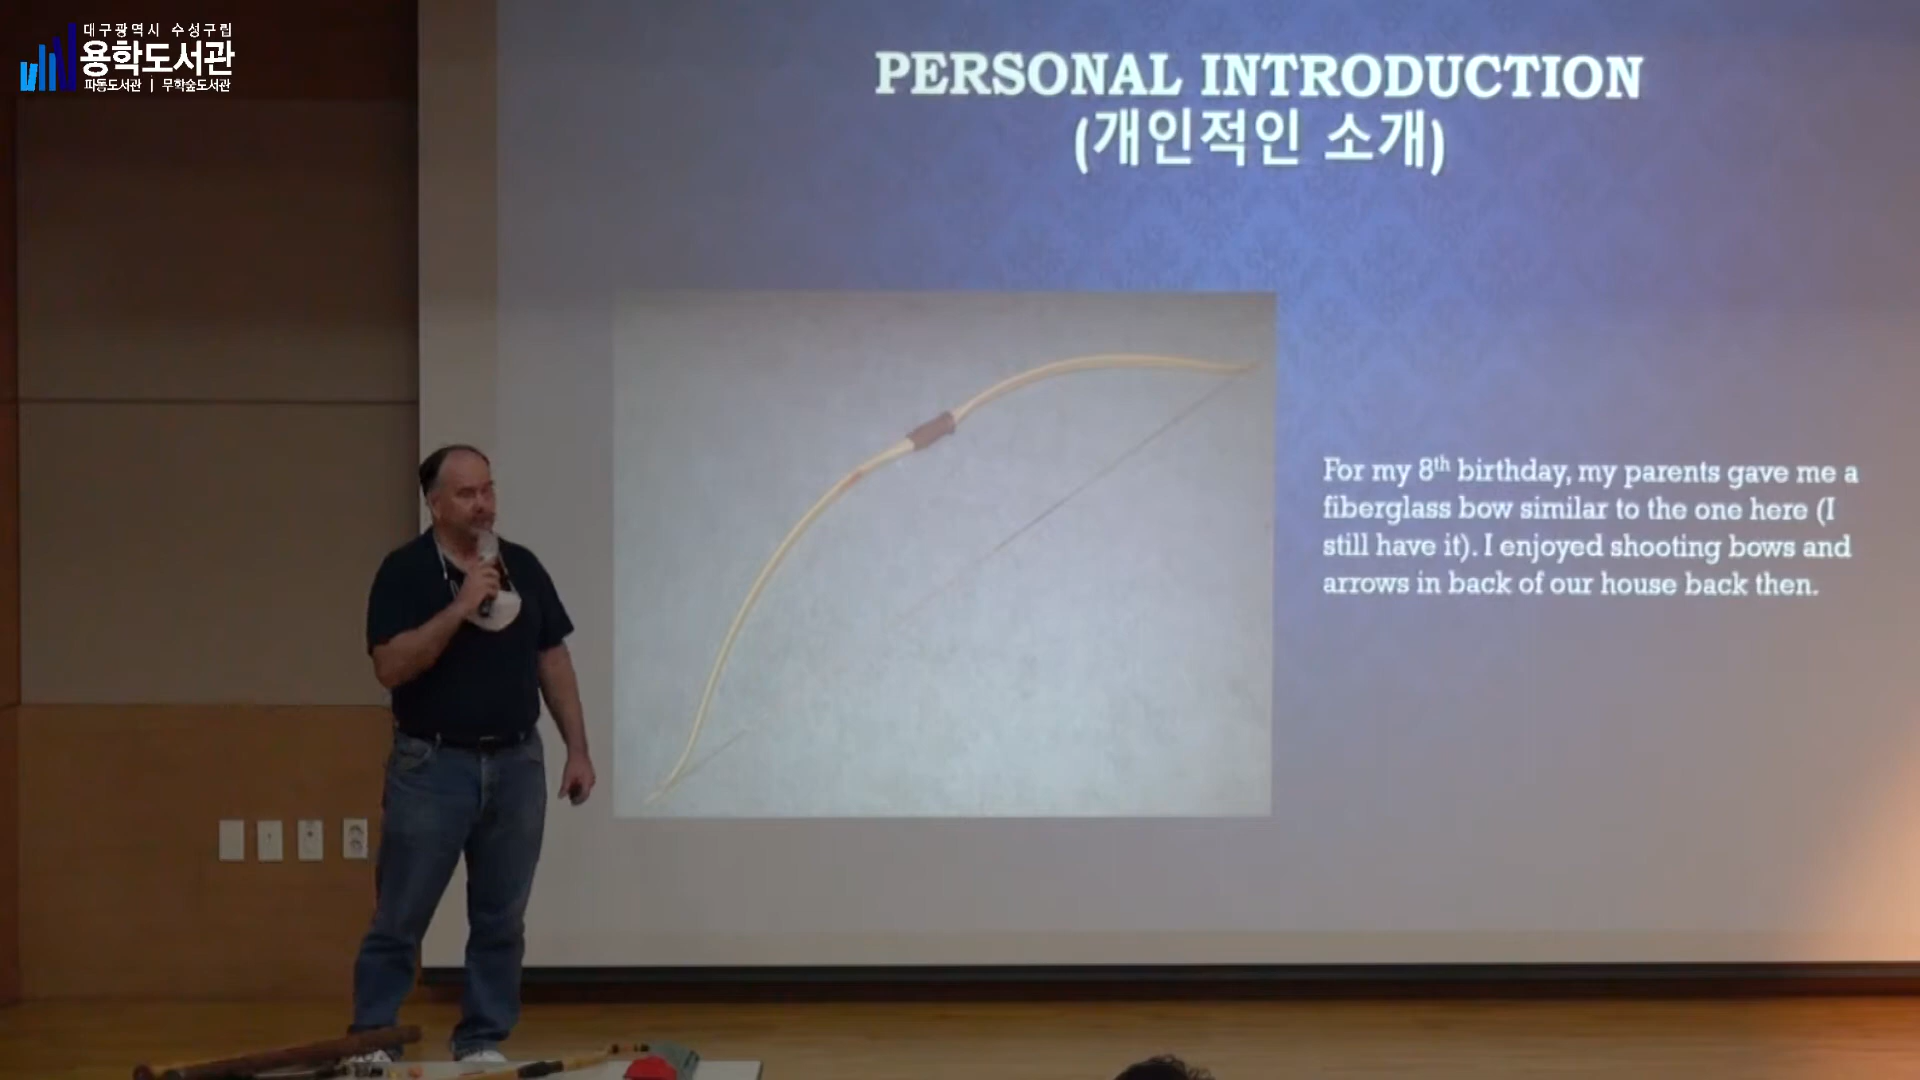 대구광역시 수성구립
용학도서관
파동도서관 | 무학숲도서관
PERSONAL INTRODUCTION
(개인적인 소개)
For my 8th birthday, my parents gave me a
fiberglass bow similar to the one here (I
still have it). I enjoyed shooting bows and
arrows in back of our house back then.